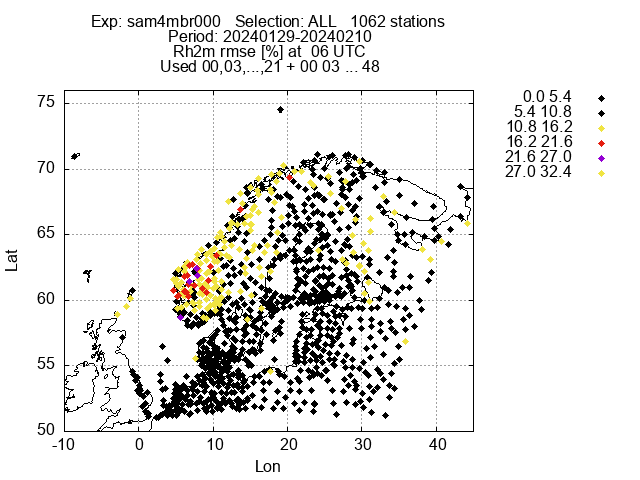 Exp: sam4mbr000 Selection: ALL 1062 stations
Period: 20240129-20240210
Rh2m rmse [%] at 06 UTC
Used 00,03,...,21 + 00 03 ... 48
0.0 5.4
5.4 10.8
10.8 16.2
16.2 21.6
21.6 27.0
27.0 32.4
75
70
65
60
55
50
Lat
-10 0 10 20 30 40
Lon